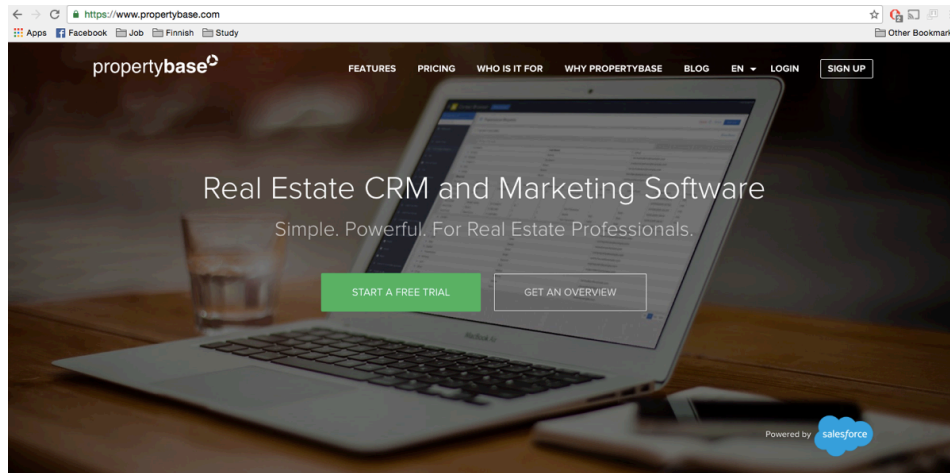 https://www.propertybase.com
Apps Facebook Job Finnish Study Other Bookmark
propertybase
FEATURES PRICING WHO IS IT FOR WHY PROPERTYBASE BLOG EN LOGIN SIGN UP
Real Estate CRM and Marketing Software
Simple. Powerful. For Real Estate Professionals.
START A FREE TRIAL GET AN OVERVIEW
MacBook Air
Powered by salesforce